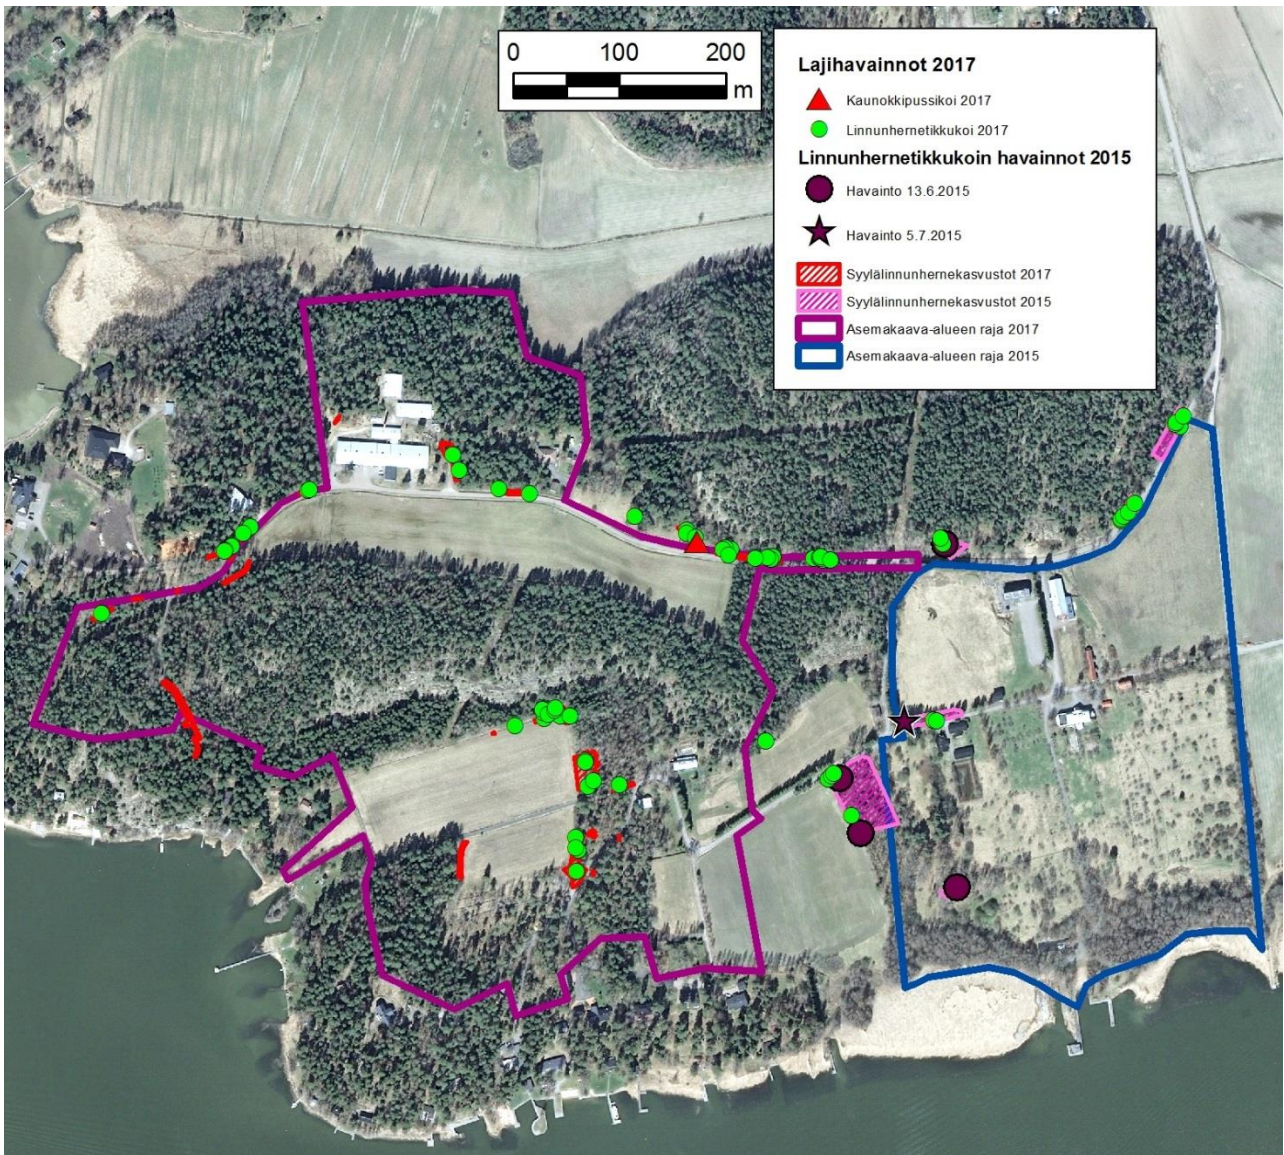 0 100 200
m
Lajihavainnot 2017
Kaunokkipussikoi 2017
Linnunhernetikkukoi 2017
Linnunhernetikkukoin havainnot 2015
Havainto 13.6.2015
Havainto 5.7.2015
Syylälinnunhernekasvustot 2017
Syylälinnunhernekasvustot 2015
Asemakaava-alueen raja 2017
Asemakaava-alueen raja 2015